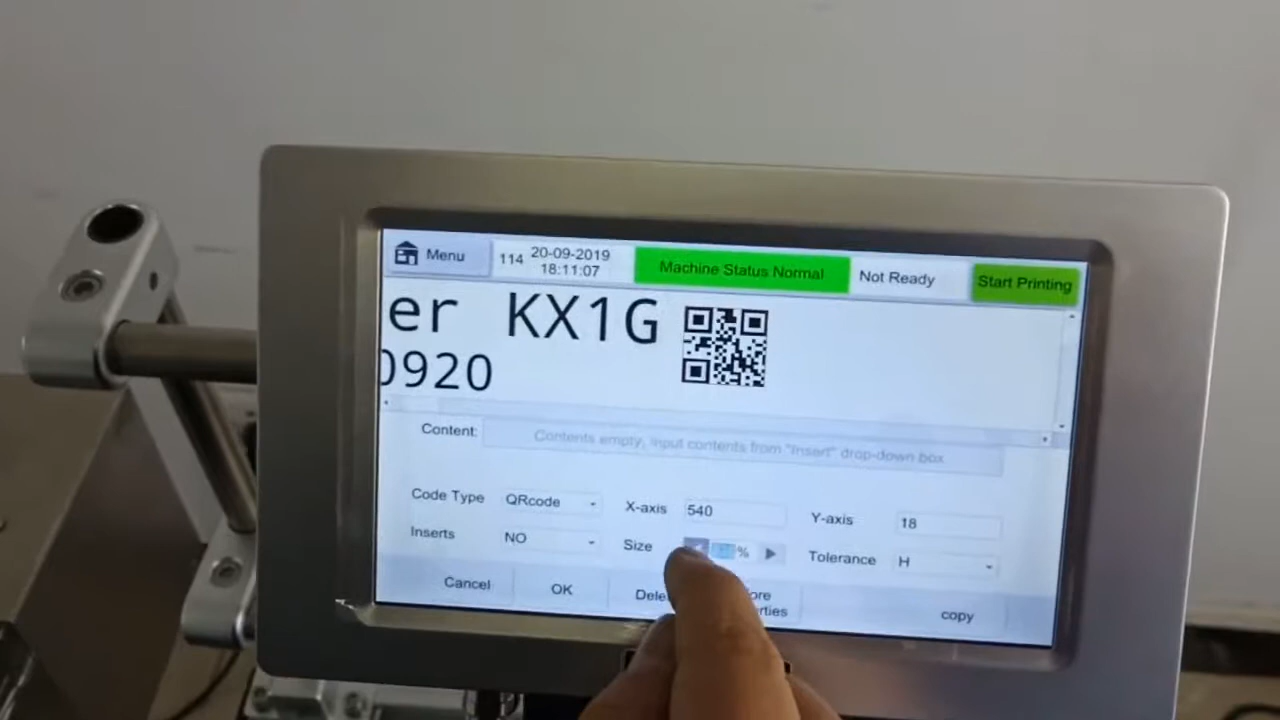 Menu 114 20-09-2019 18:11:07 Machine Status Normal Not Ready Start Printing
er KX1G
0920
Content: Contents empty, input contents from "Insert" drop-down box
Code Type QRcode X-axis 540 Y-axis 18
Inserts NO Size % Tolerance H
Cancel OK copy